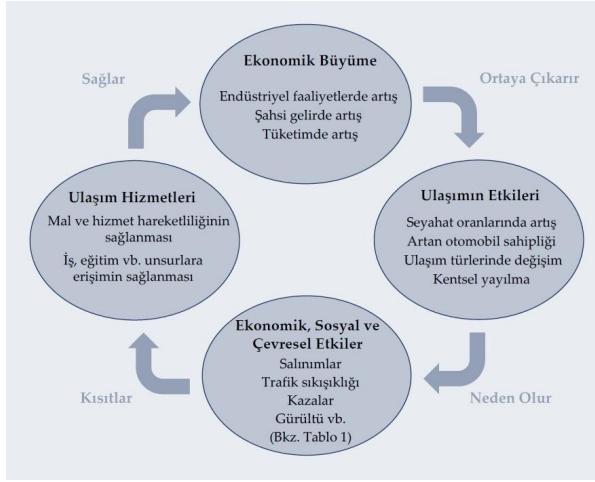 Ekonomik Büyüme
Endüstriyel faaliyetlerde artış
Şahsi gelirde artış
Tüketimde artış
Ortaya Çıkarır
Ulaşımın Etkileri
Seyahat oranlarında artış
Artan otomobil sahipliği
Ulaşım türlerinde değişim
Kentsel yayılma
Neden Olur
Ekonomik, Sosyal ve
Çevresel Etkiler
Salınımlar
Trafik sıkışıklığı
Kazalar
Gürültü vb.
(Bkz. Tablo 1)
Kısıtlar
Ulaşım Hizmetleri
Mal ve hizmet hareketliliğinin
sağlanması
İş, eğitim vb. unsurlara
erişimin sağlanması
Sağlar